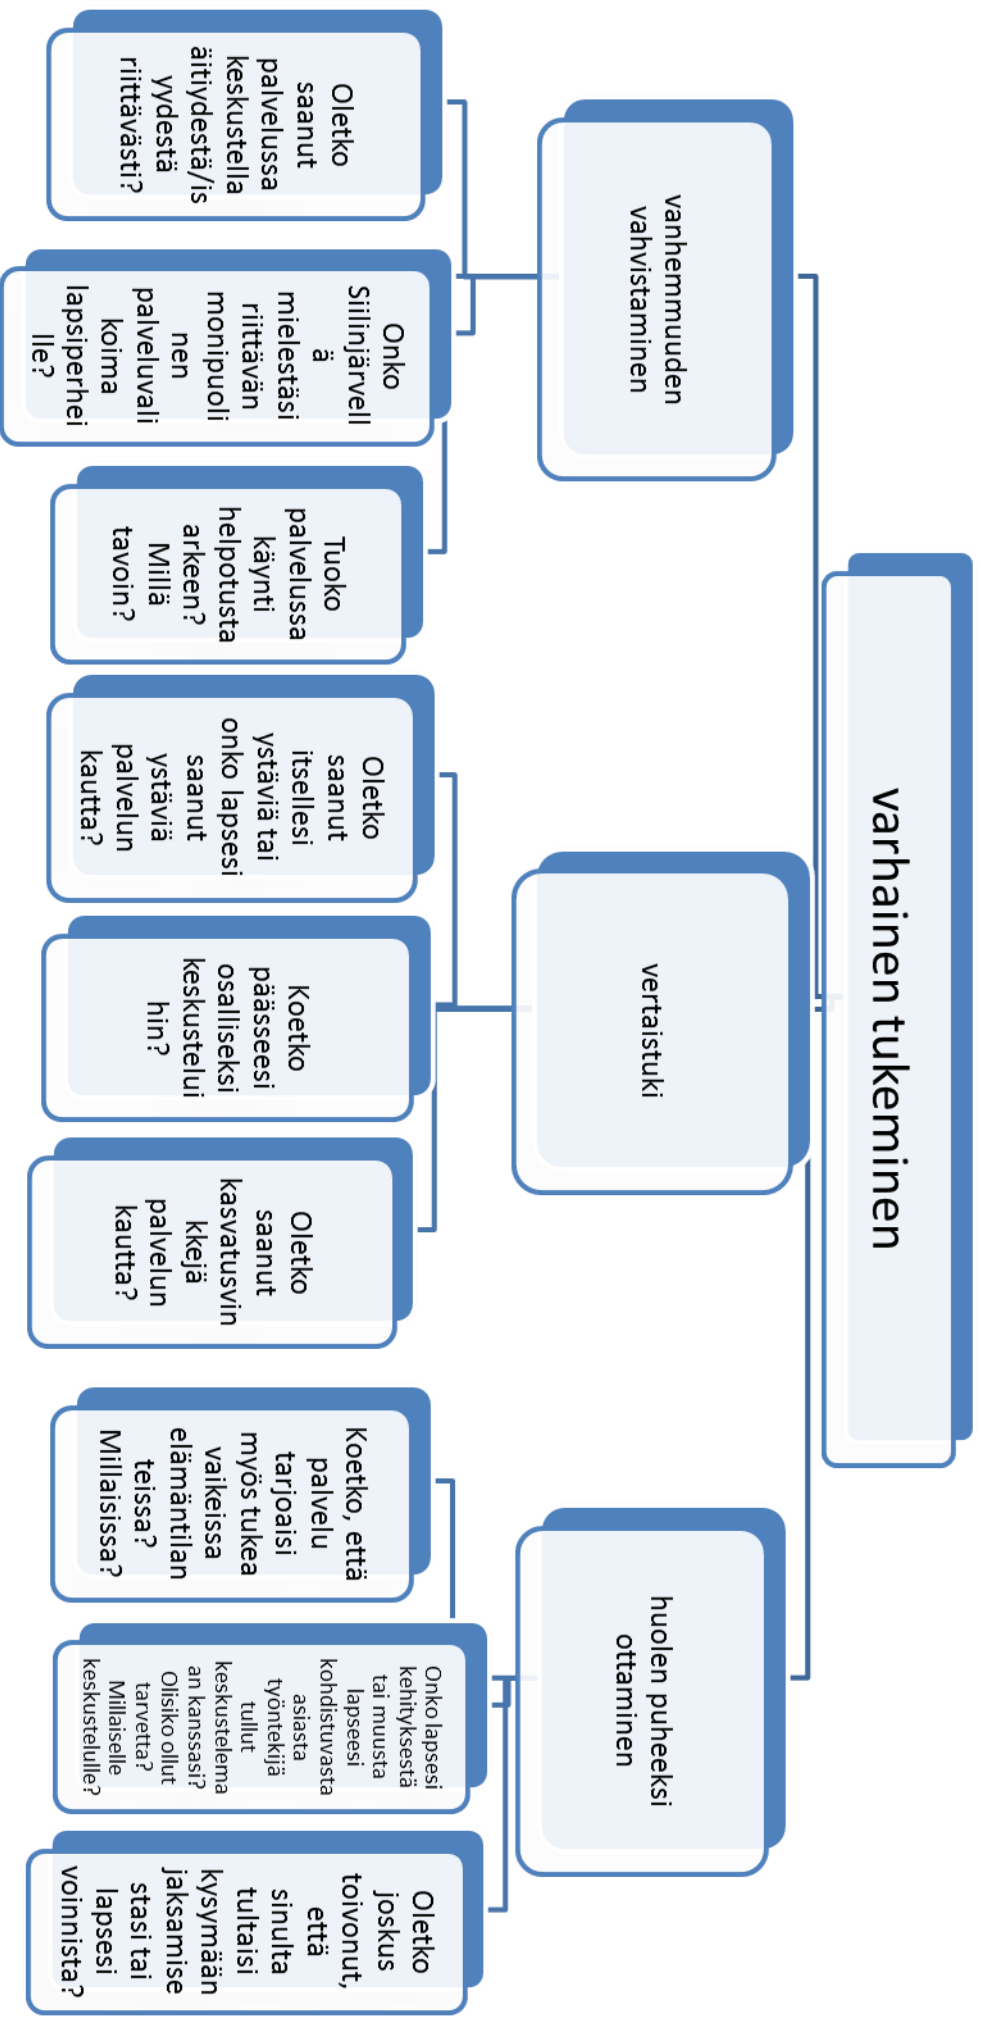 varhainen tukeminen
vanhemmuuden
vahvistaminen
Oletko
saanut
palvelussa
keskustella
äitiydestä/is
yydestä
riittävästi?
Onko
Siilinjärvell
ä
mielestäsi
riittävän
monipuoli
nen
palveluvali
koima
lapsiperhei
lle?
Tuoko
palvelussa
käynti
helpotusta
arkeen?
Millä
tavoin?
vertaistuki
Oletko
saanut
itsellesi
ystäviä tai
onko lapsesi
saanut
ystäviä
palvelun
kautta?
Koetko
päässeesi
osalliseksi
keskustelui
hin?
Oletko
saanut
kasvatusvin
kkejä
palvelun
kautta?
huolen puheeksi
ottaminen
Koetko, että
palvelu
tarjoaisi
myös tukea
vaikeissa
elämäntilan
teissa?
Millaisissa?
Onko lapsesi
kehityksestä
tai muusta
lapseesi
kohdistuvasta
asiasta
työntekijä
tullut
keskustelema
an kanssasi?
Olisiko ollut
tarvetta?
Millaiselle
keskustelulle?
Oletko
joskus
toivonut,
että
sinulta
tultaisi
kysymään
jaksamise
stasi tai
lapsesi
voinnista?